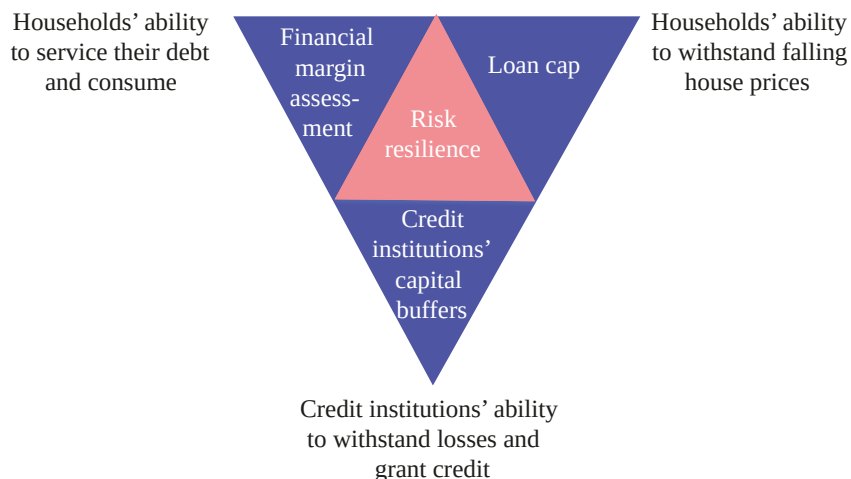 Households’ ability
to service their debt
and consume
Financial
margin
assess-
ment
Loan cap
Households’ ability
to withstand falling
house prices
Risk
resilience
Credit
institutions’
capital
buffers
Credit institutions’ ability
to withstand losses and
grant credit